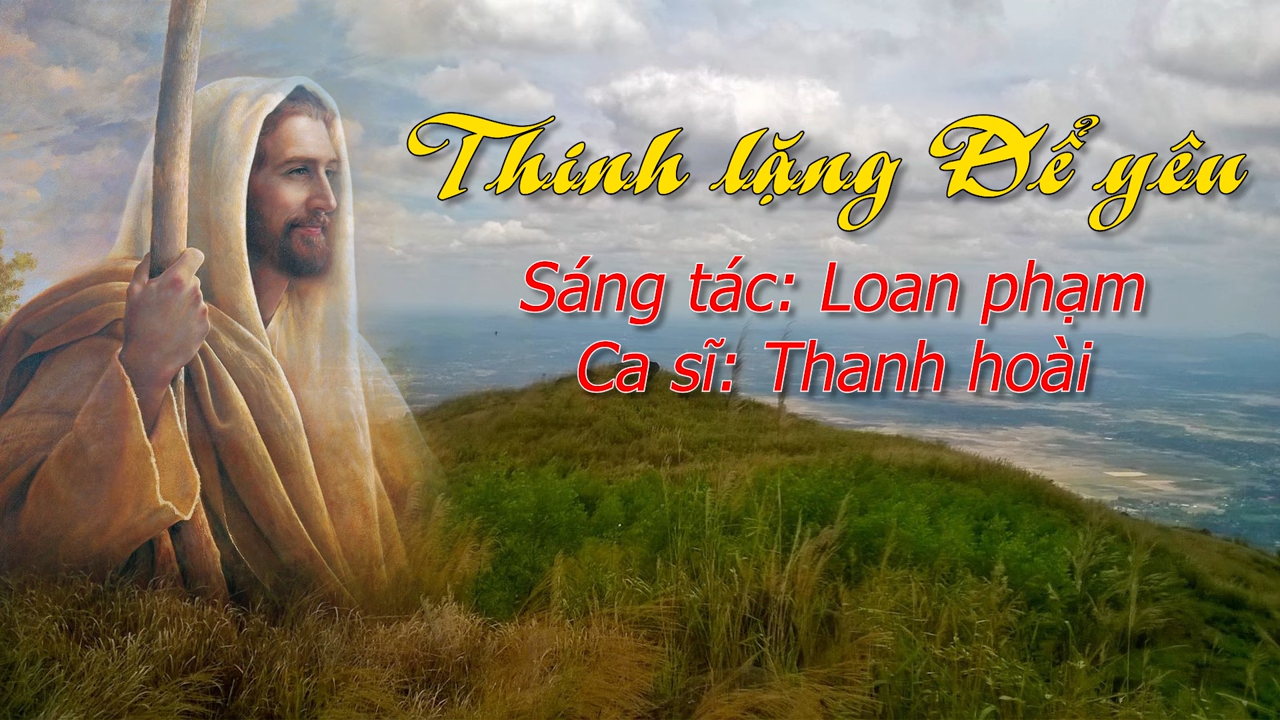 Thinh lặng Để yêu
Sáng tác: Loan phạm
Ca sĩ: Thanh hoài